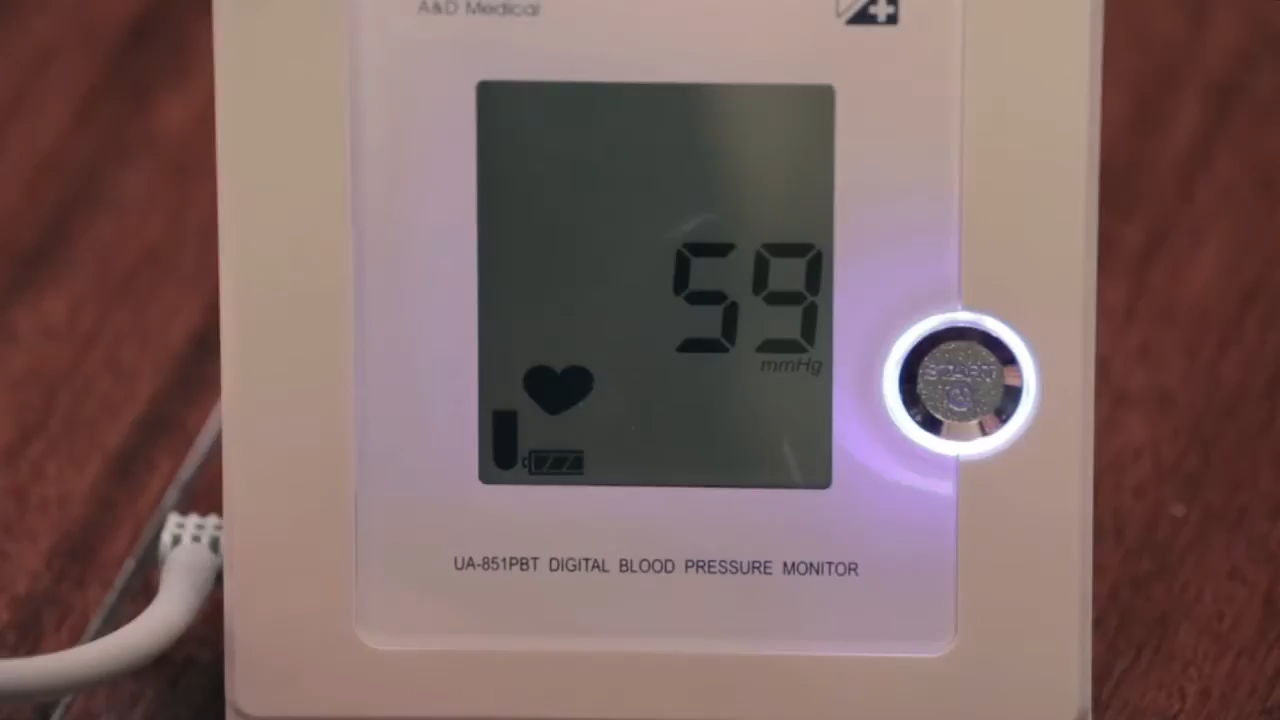 A&D Medical
59
mmHg
START
UA-851PBT DIGITAL BLOOD PRESSURE MONITOR